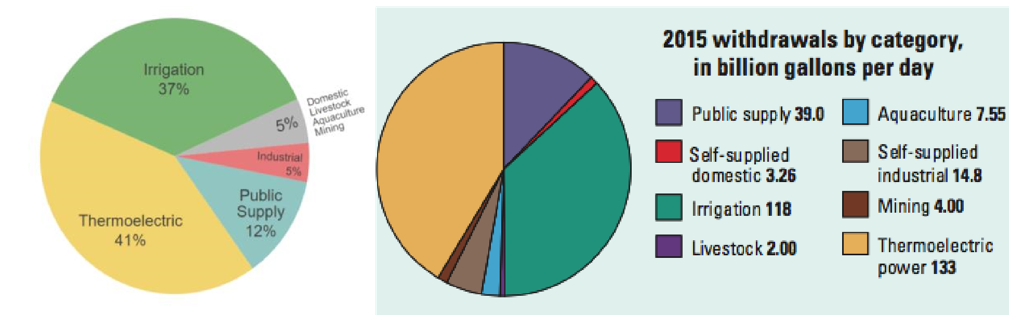 Irrigation
37%
Domestic
Livestock
Aquaculture
Mining
5%
Industrial
5%
Public
Supply
12%
Thermoelectric
41%
2015 withdrawals by category,
in billion gallons per day
Public supply 39.0
Self-supplied
domestic 3.26
Irrigation 118
Livestock 2.00
Aquaculture 7.55
Self-supplied
industrial 14.8
Mining 4.00
Thermoelectric
power 133